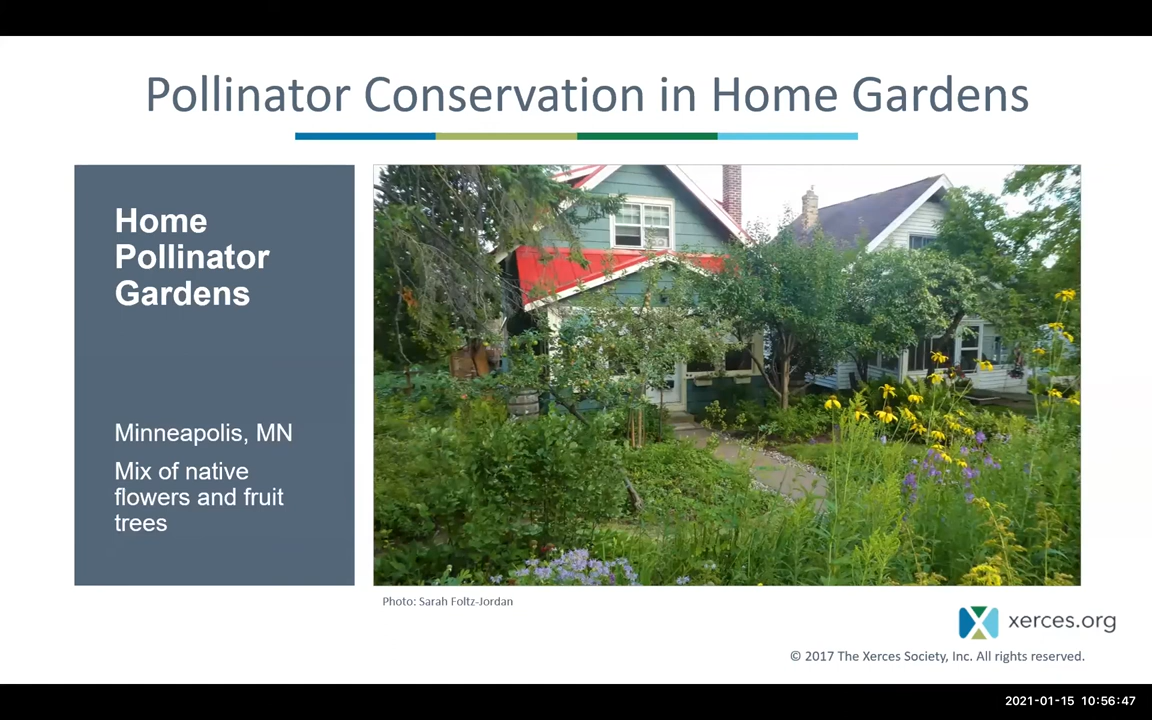 Pollinator Conservation in Home Gardens
Home
Pollinator
Gardens
Minneapolis, MN
Mix of native
flowers and fruit
trees
Photo: Sarah Foltz-Jordan
xerces.org
© 2017 The Xerces Society, Inc. All rights reserved.
2021-01-15 10:56:47